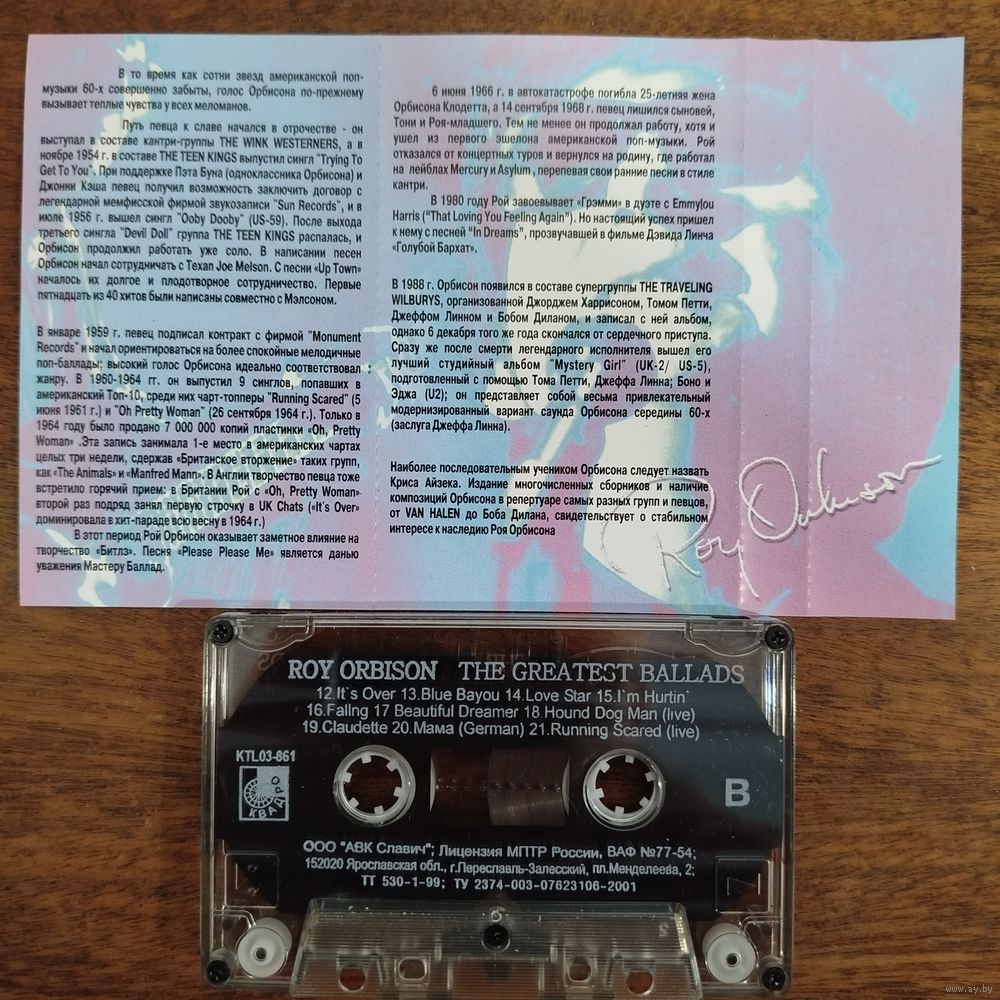 В то время как сотни звезд американской поп-
музыки 60-х совершенно забыты, голос Орбисона по-прежнему
вызывает теплые чувства у всех меломанов.
Путь певца к славе начался в отрочестве - он
выступал в составе кантри-группы THE WINK WESTERNERS, а в
ноябре 1954 г. в составе THE TEEN KINGS выпустил сингл "Trying To
Get To You". При поддержке Пэта Буна (одноклассника Орбисона) и
Джонни Кэша певец получил возможность заключить договор с
легендарной мемфисской фирмой звукозаписи "Sun Records", и в
июле 1956 г. вышел сингл "Ooby Dooby" (US-59). После выхода
третьего сингла "Devil Doll" группа THE TEEN KINGS распалась, и
Орбисон продолжил работать уже соло. В написании песен
Орбисон начал сотрудничать с Texan Joe Melson. С песни «Up Town»
началось их долгое и плодотворное сотрудничество. Первые
пятнадцать из 40 хитов были написаны совместно с Мэлсоном.
В январе 1959 г. певец подписал контракт с фирмой "Monument
Records" и начал ориентироваться на более спокойные мелодичные
поп-баллады; высокий голос Орбисона идеально соответствовал
жанру. В 1960-1964 гг. он выпустил 9 синглов, попавших в
американский Топ-10, среди них чарт-топперы "Running Scared" (5
июня 1961 г.) и "Oh Pretty Woman" (26 сентября 1964 г.). Только в
1964 году было продано 7 000 000 копий пластинки «Oh, Pretty
Woman» .Эта запись занимала 1-е место в американских чартах
целых три недели, сдержав «Британское вторжение» таких групп,
как «The Animals» и «Manfred Mann». В Англии творчество певца тоже
встретило горячий прием: в Британии Рой с «Oh, Pretty Woman»
второй раз подряд занял первую строчку в UK Chats («It's Over»
доминировала в хит-параде всю весну в 1964 г.)
В этот период Рой Орбисон оказывает заметное влияние на
творчество «Битлз». Песня «Please Please Me» является данью
уважения Мастеру Баллад.
6 июня 1966 г. в автокатастрофе погибла 25-летняя жена
Орбисона Клодетта, а 14 сентября 1968 г. певец лишился сыновей,
Тони и Роя-младшего. Тем не менее он продолжал работу, хотя и
ушел из первого эшелона американской поп-музыки. Рой
отказался от концертных туров и вернулся на родину, где работал
на лейблах Mercury и Asylum , перепевая свои ранние песни в стиле
кантри.
В 1980 году Рой завоевывает «Грэмми» в дуэте с Emmylou
Harris ("That Loving You Feeling Again"). Но настоящий успех пришел
к нему с песней "In Dreams", прозвучавшей в фильме Дэвида Линча
«Голубой Бархат».
В 1988 г. Орбисон появился в составе супергруппы THE TRAVELING
WILBURYS, организованной Джорджем Харрисоном, Томом Петти,
Джеффом Линном и Бобом Диланом, и записал с ней альбом,
однако 6 декабря того же года скончался от сердечного приступа.
Сразу же после смерти легендарного исполнителя вышел его
лучший студийный альбом "Mystery Girl" (UK-2/ US-5),
подготовленный с помощью Тома Петти, Джеффа Линна; Боно и
Эджа (U2); он представляет собой весьма привлекательный
модернизированный вариант саунда Орбисона середины 60-х
(заслуга Джеффа Линна).
Наиболее последовательным учеником Орбисона следует назвать
Криса Айзека. Издание многочисленных сборников и наличие
композиций Орбисона в репертуаре самых разных групп и певцов,
от VAN HALEN до Боба Дилана, свидетельствует о стабильном
интересе к наследию Роя Орбисона
Roy Orbison
ROY ORBISON THE GREATEST BALLADS
12.It`s Over 13.Blue Bayou 14.Love Star 15.I`m Hurtin`
16.Fallng 17 Beautiful Dreamer 18.Hound Dog Man (live)
19.Claudette 20.Мама (German) 21.Running Scared (live)
KTL03-861
КВАДРО
B
ООО "АВК Славич"; Лицензия МПТР России, ВАФ №77-54;
152020 Ярославская обл., г.Переславль-Залесский, пл.Менделеева, 2;
ТТ 530-1-99; ТУ 2374-003-07623106-2001
www.ay.by